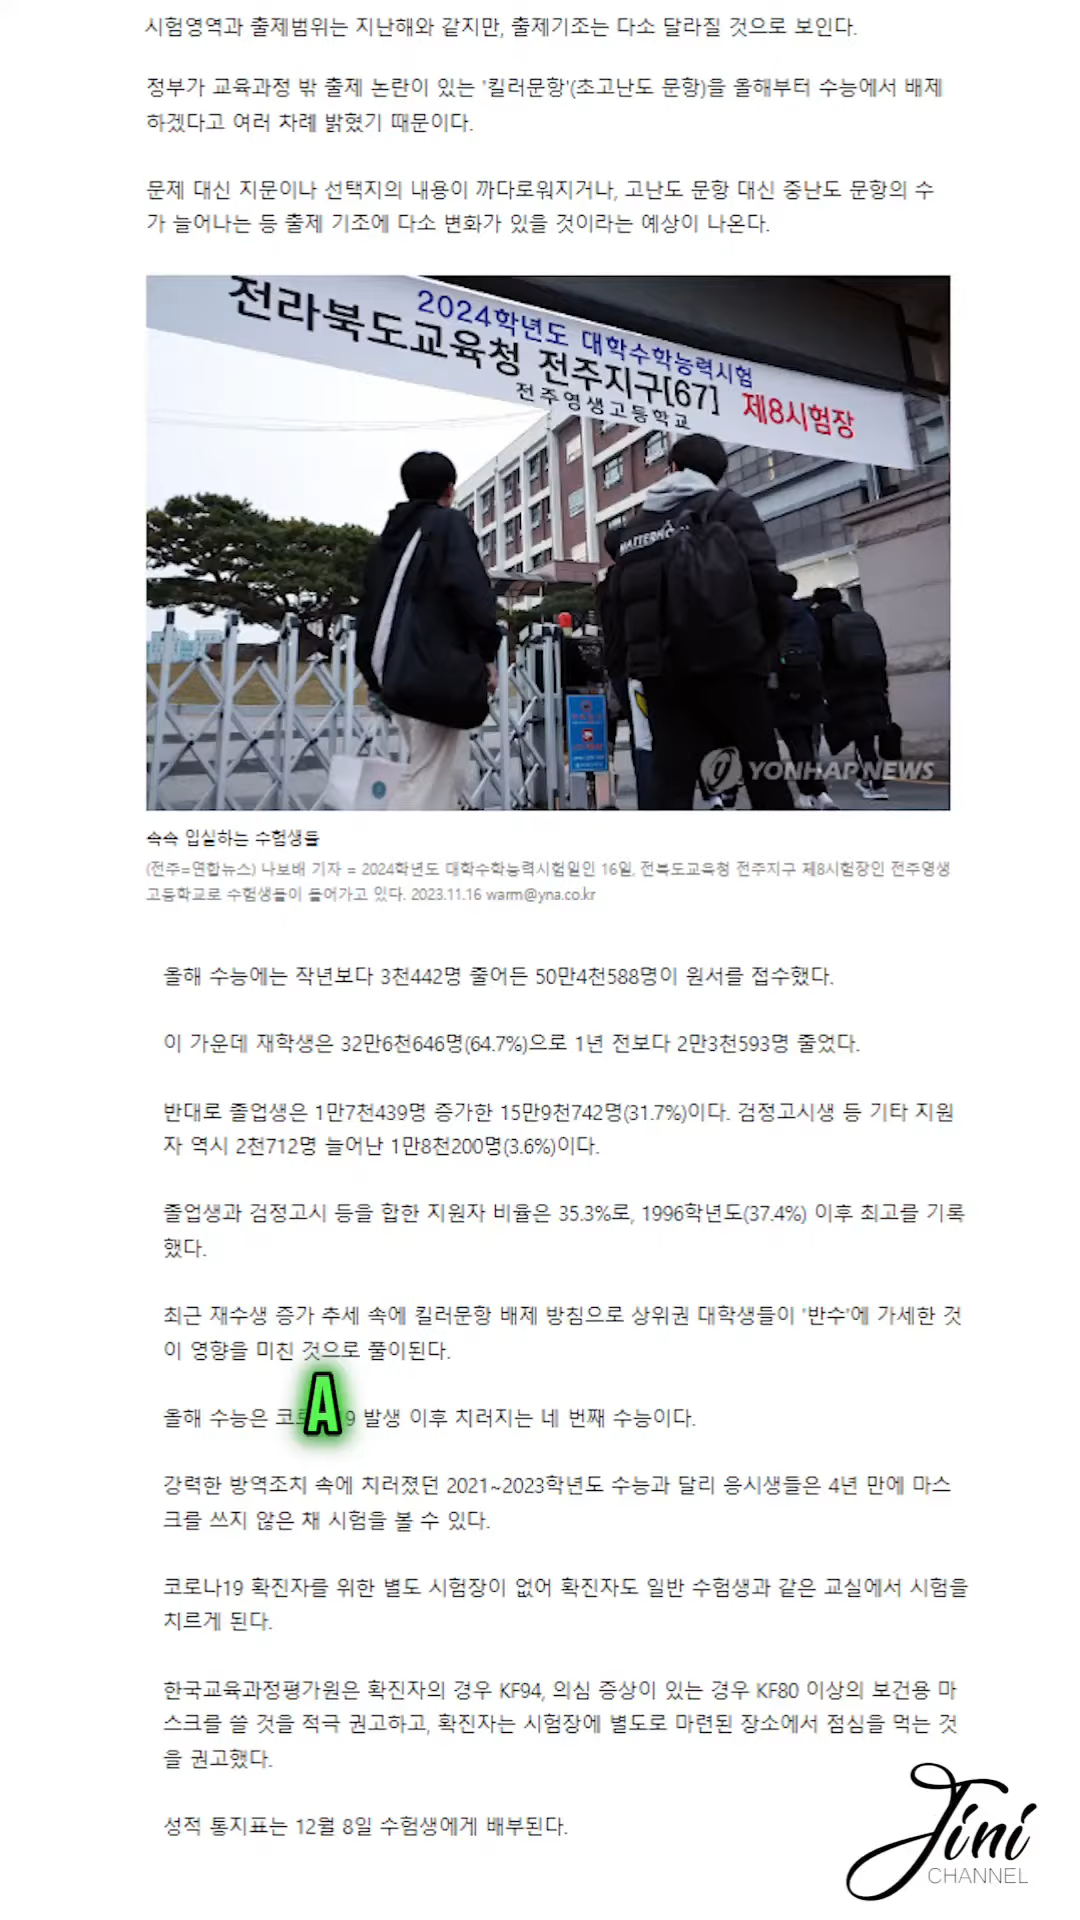 시험영역과 출제범위는 지난해와 같지만, 출제기조는 다소 달라질 것으로 보인다.
정부가 교육과정 밖 출제 논란이 있는 '킬러문항'(초고난도 문항)을 올해부터 수능에서 배제
하겠다고 여러 차례 밝혔기 때문이다.
문제 대신 지문이나 선택지의 내용이 까다로워지거나, 고난도 문항 대신 중난도 문항의 수
가 늘어나는 등 출제 기조에 다소 변화가 있을 것이라는 예상이 나온다.
2024학년도 대학수학능력시험
전라북도교육청 전주지구[67] 제8시험장
전주영생고등학교
MATTERHO
YONHAP NEWS
속속 입실하는 수험생들
(전주=연합뉴스) 나보배 기자 = 2024학년도 대학수학능력시험일인 16일, 전북도교육청 전주지구 제8시험장인 전주영생
고등학교로 수험생들이 들어가고 있다. 2023.11.16 warm@yna.co.kr
올해 수능에는 작년보다 3천442명 줄어든 50만4천588명이 원서를 접수했다.
이 가운데 재학생은 32만6천646명(64.7%)으로 1년 전보다 2만3천593명 줄었다.
반대로 졸업생은 1만7천439명 증가한 15만9천742명(31.7%)이다. 검정고시생 등 기타 지원
자 역시 2천712명 늘어난 1만8천200명(3.6%)이다.
졸업생과 검정고시 등을 합한 지원자 비율은 35.3%로, 1996학년도(37.4%) 이후 최고를 기록
했다.
최근 재수생 증가 추세 속에 킬러문항 배제 방침으로 상위권 대학생들이 '반수'에 가세한 것
이 영향을 미친 것으로 풀이된다.
A
올해 수능은 발생 이후 치러지는 네 번째 수능이다.
강력한 방역조치 속에 치러졌던 2021~2023학년도 수능과 달리 응시생들은 4년 만에 마스
크를 쓰지 않은 채 시험을 볼 수 있다.
코로나19 확진자를 위한 별도 시험장이 없어 확진자도 일반 수험생과 같은 교실에서 시험을
치르게 된다.
한국교육과정평가원은 확진자의 경우 KF94, 의심 증상이 있는 경우 KF80 이상의 보건용 마
스크를 쓸 것을 적극 권고하고, 확진자는 시험장에 별도로 마련된 장소에서 점심을 먹는 것
을 권고했다.
성적 통지표는 12월 8일 수험생에게 배부된다.
Jini
CHANNEL